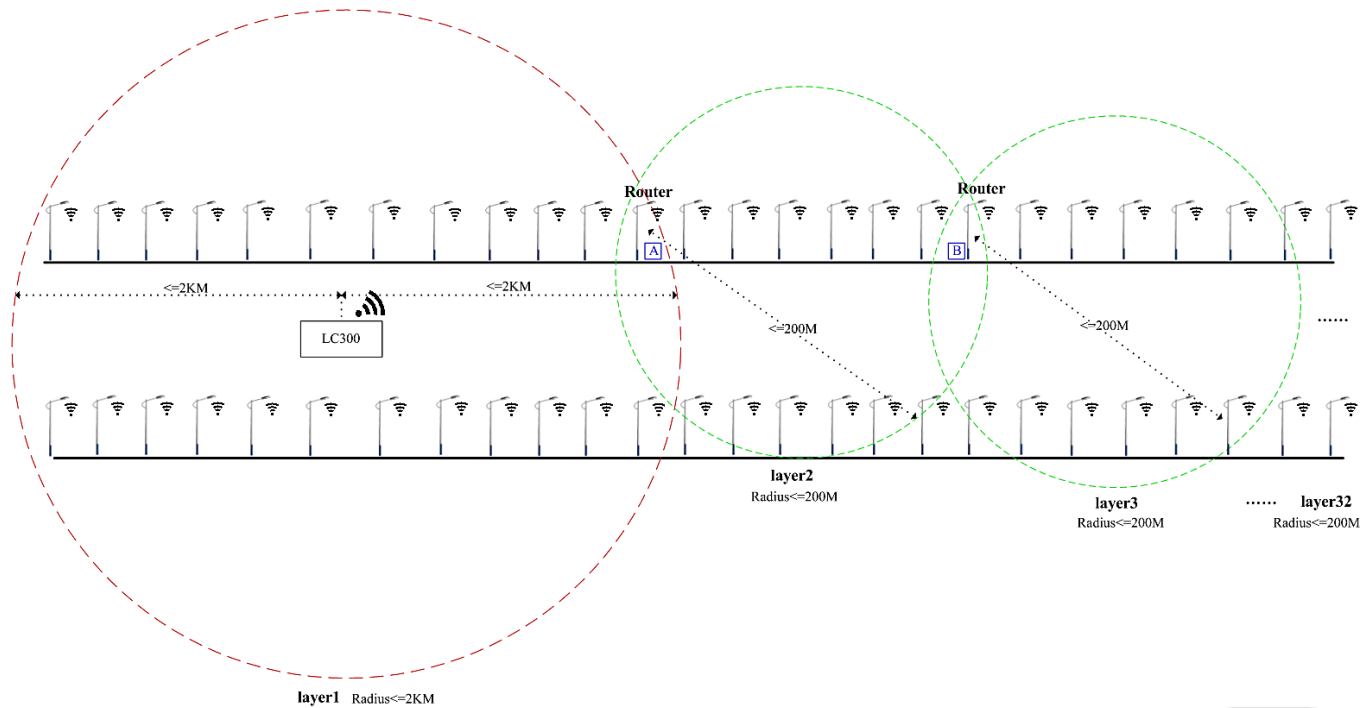 Router
Router
A
B
<=2KM
<=2KM
LC300
<=200M
<=200M
......
layer2
Radius<=200M
layer3
Radius<=200M
...... layer32
Radius<=200M
layer1 Radius<=2KM